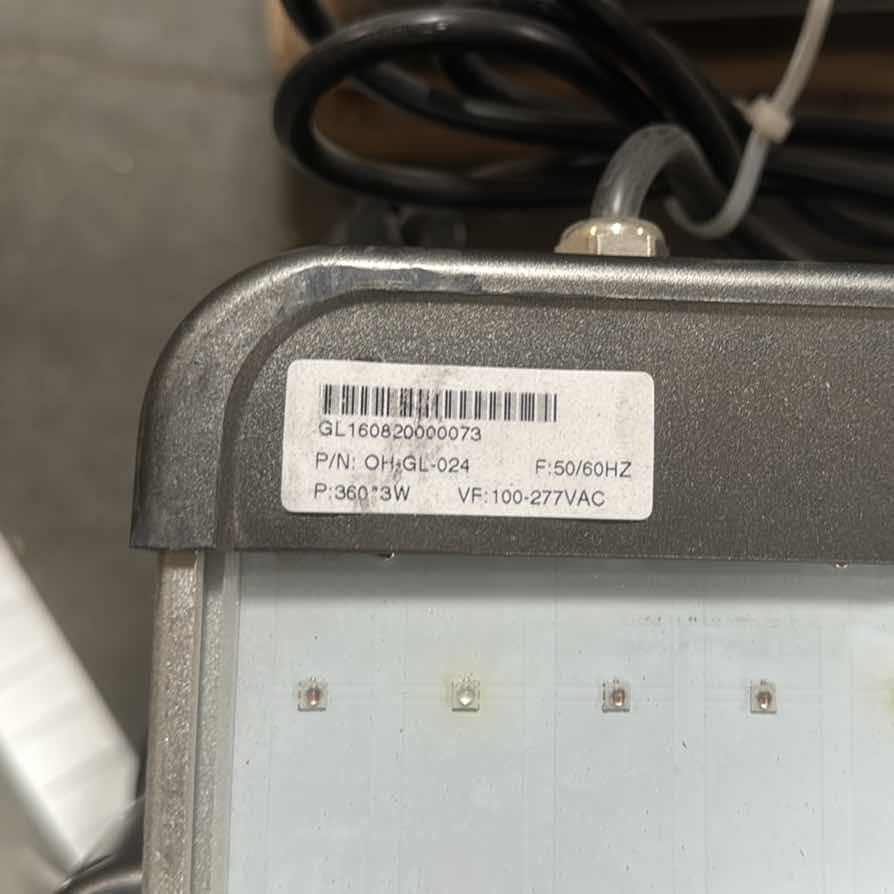 GL160820000073
P/N: OH-GL-024 F:50/60HZ
P:360*3W VF:100-277VAC